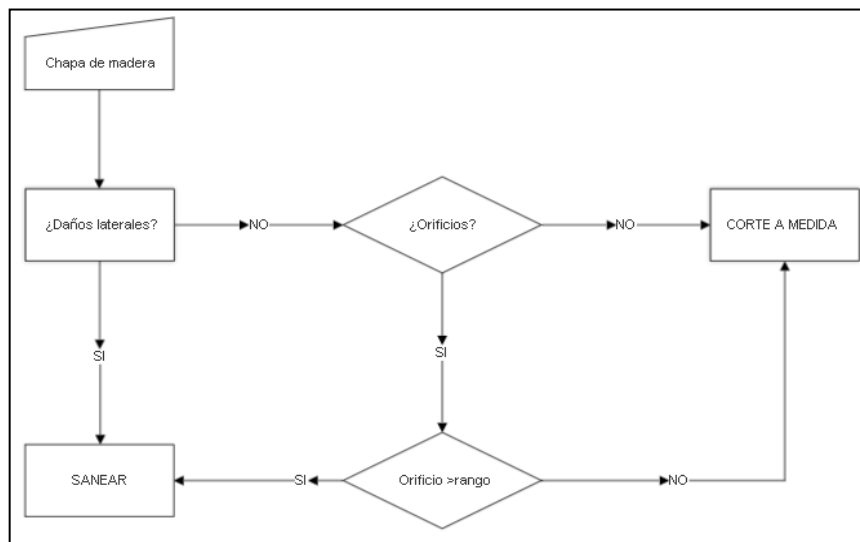 Chapa de madera
¿Daños laterales?
NO
¿Orificios?
NO
CORTE A MEDIDA
SI
SI
SANEAR
SI
Orificio >rango
NO